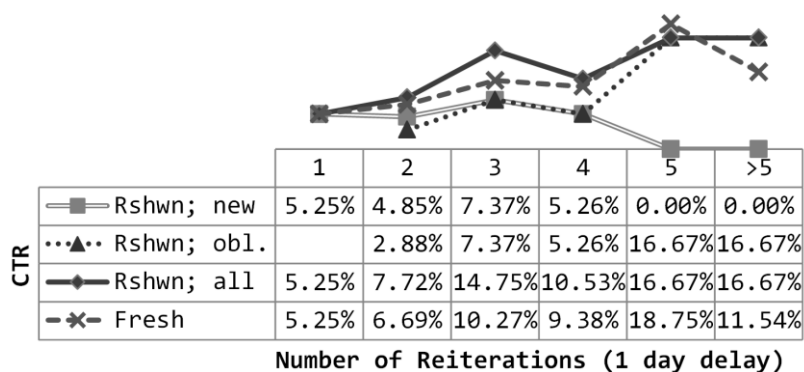 1 2 3 4 5 >5
Rshwn; new 5.25% 4.85% 7.37% 5.26% 0.00% 0.00%
Rshwn; obl. 2.88% 7.37% 5.26% 16.67% 16.67%
Rshwn; all 5.25% 7.72% 14.75% 10.53% 16.67% 16.67%
Fresh 5.25% 6.69% 10.27% 9.38% 18.75% 11.54%
CTR
Number of Reiterations (1 day delay)